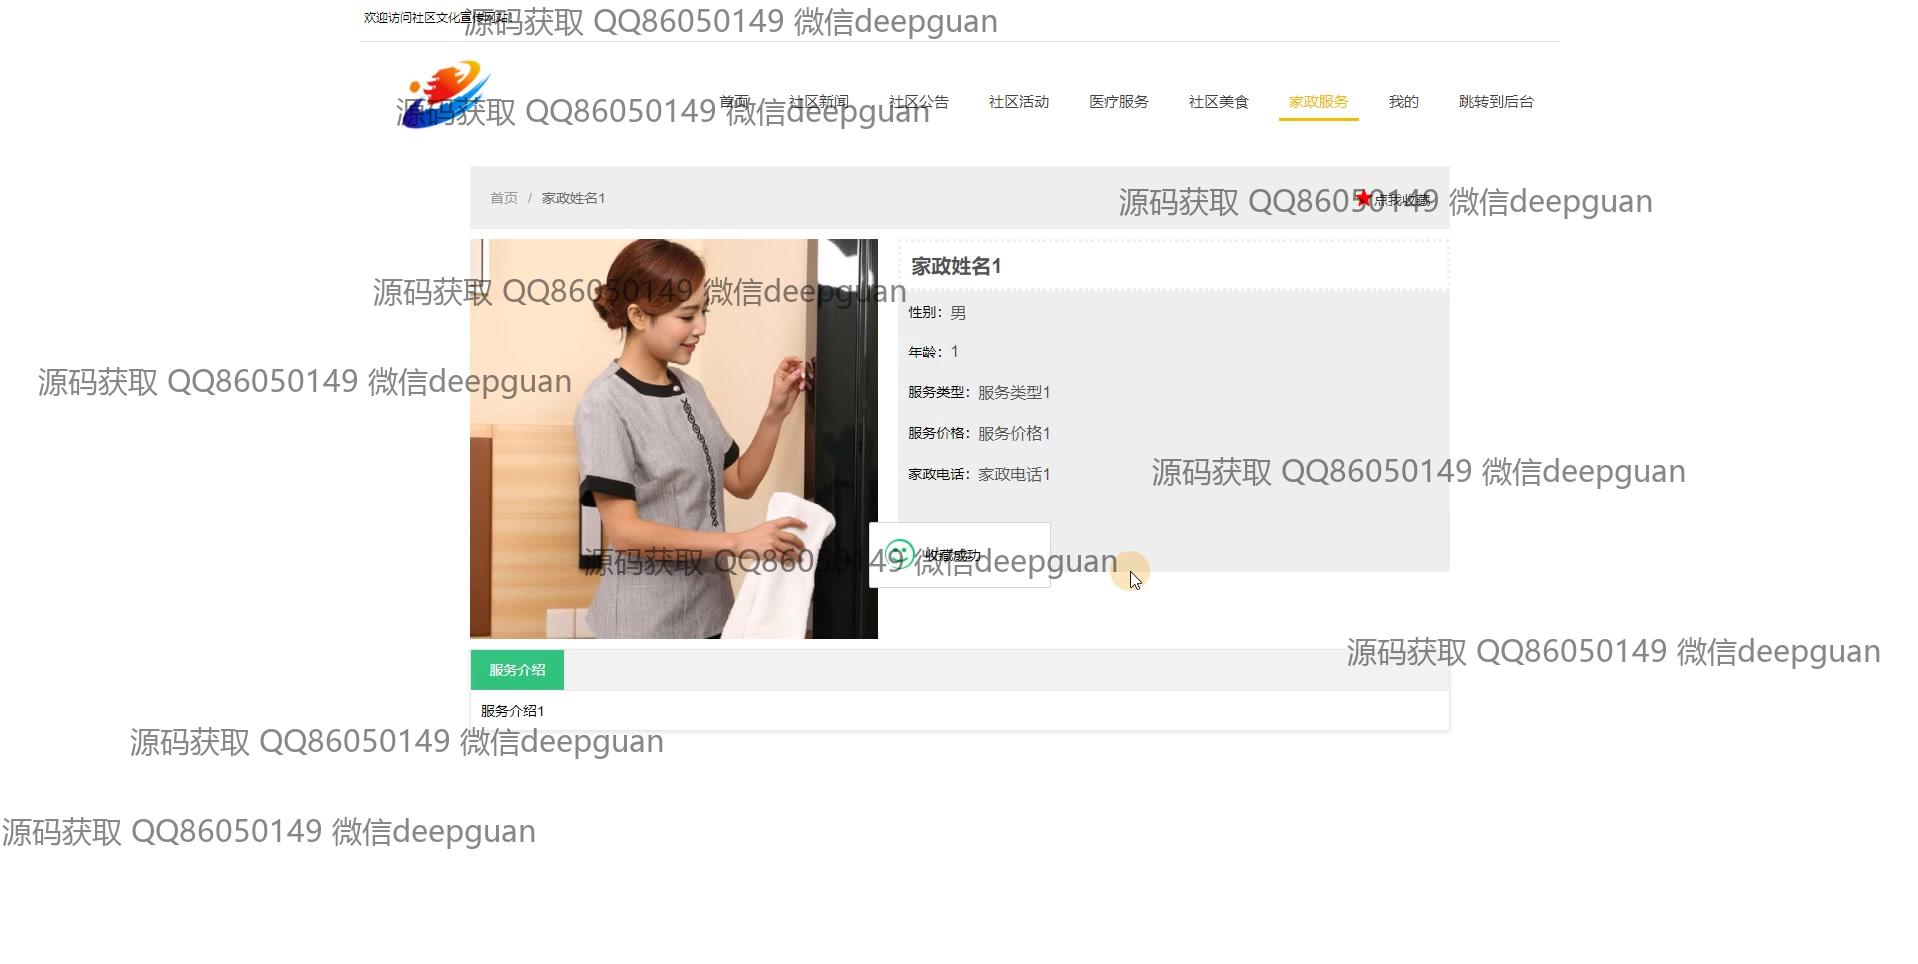 欢迎访问社区文化宣传网站!
源码获取 QQ86050149 微信deepguan
首页 社区新闻 社区公告 社区活动 医疗服务 社区美食 家政服务 我的 跳转到后台
源码获取 QQ86050149 微信deepguan
首页 / 家政姓名1
点我收藏
源码获取 QQ86050149 微信deepguan
家政姓名1
源码获取 QQ86050149 微信deepguan
性别: 男
年龄: 1
源码获取 QQ86050149 微信deepguan
服务类型: 服务类型1
服务价格: 服务价格1
家政电话: 家政电话1
源码获取 QQ86050149 微信deepguan
收藏成功
源码获取 QQ86050149 微信deepguan
源码获取 QQ86050149 微信deepguan
服务介绍
服务介绍1
源码获取 QQ86050149 微信deepguan
源码获取 QQ86050149 微信deepguan